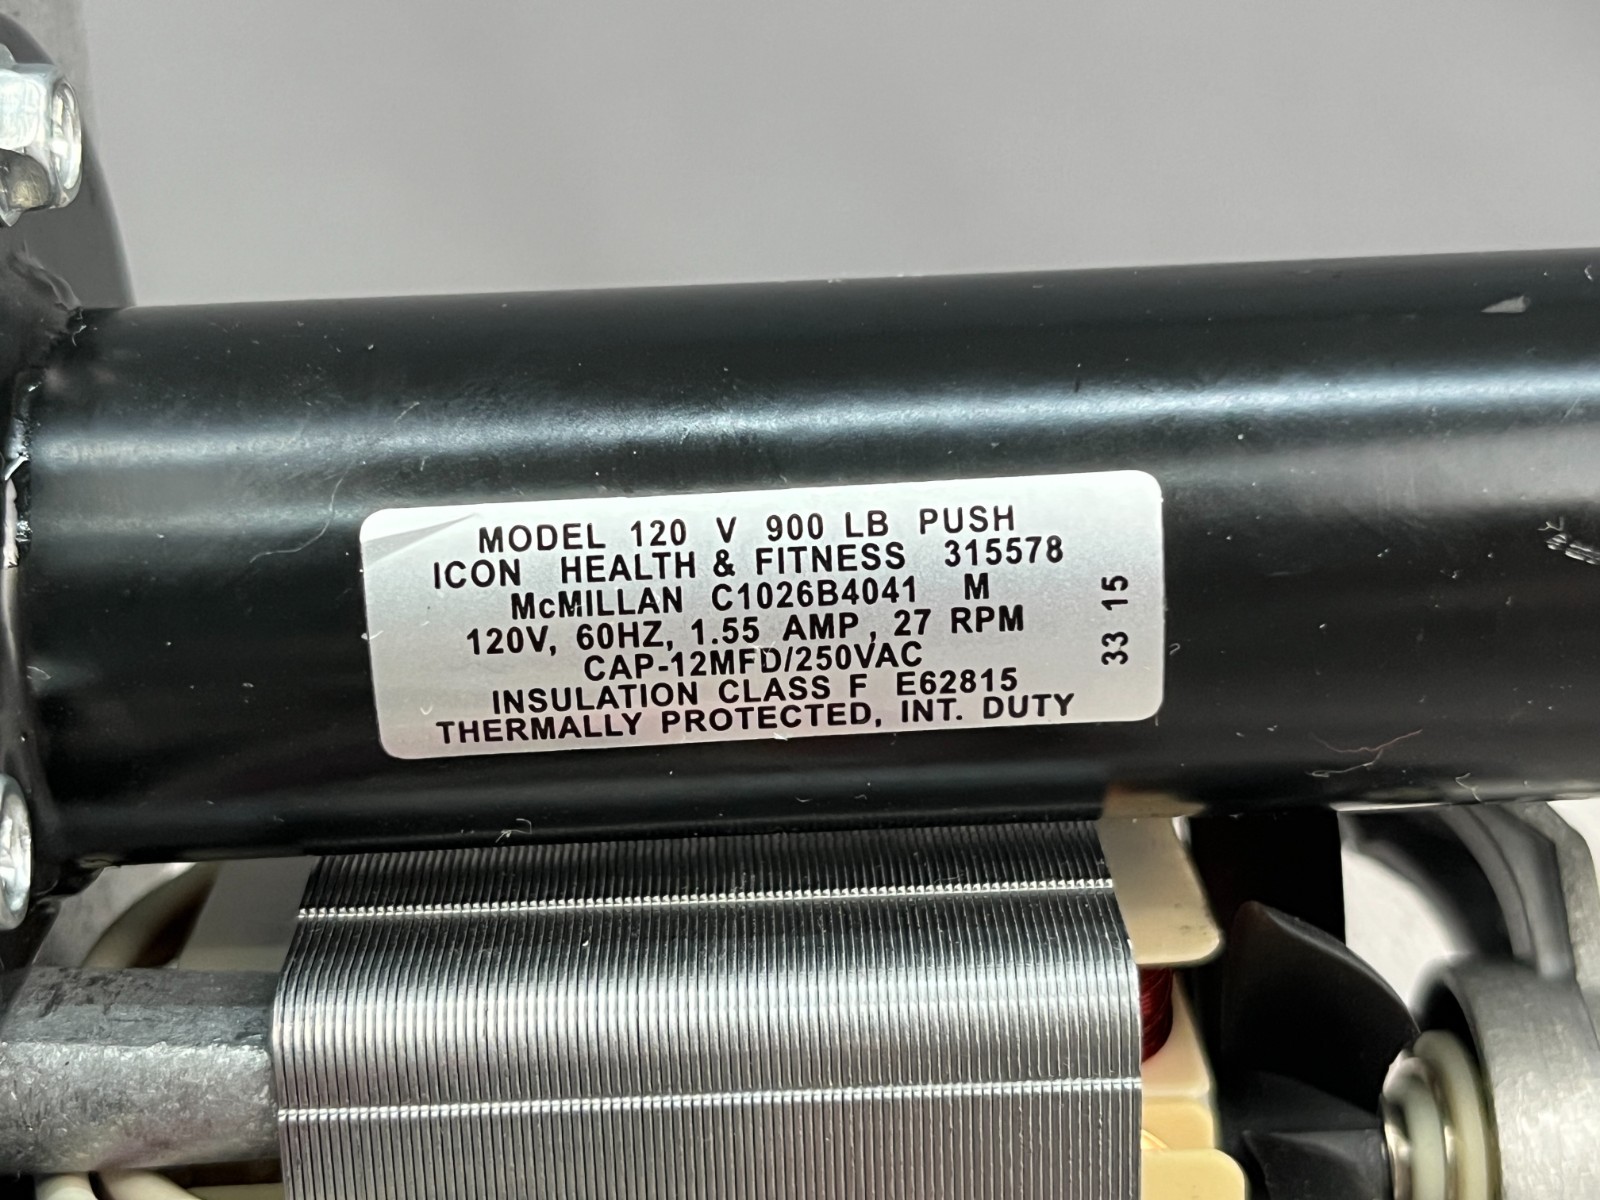 MODEL 120 V 900 LB PUSH
ICON HEALTH & FITNESS 315578
McMILLAN C1026B4041 M
120V, 60HZ, 1.55 AMP, 27 RPM
CAP-12MFD/250VAC
INSULATION CLASS F E62815
THERMALLY PROTECTED, INT. DUTY
33 15